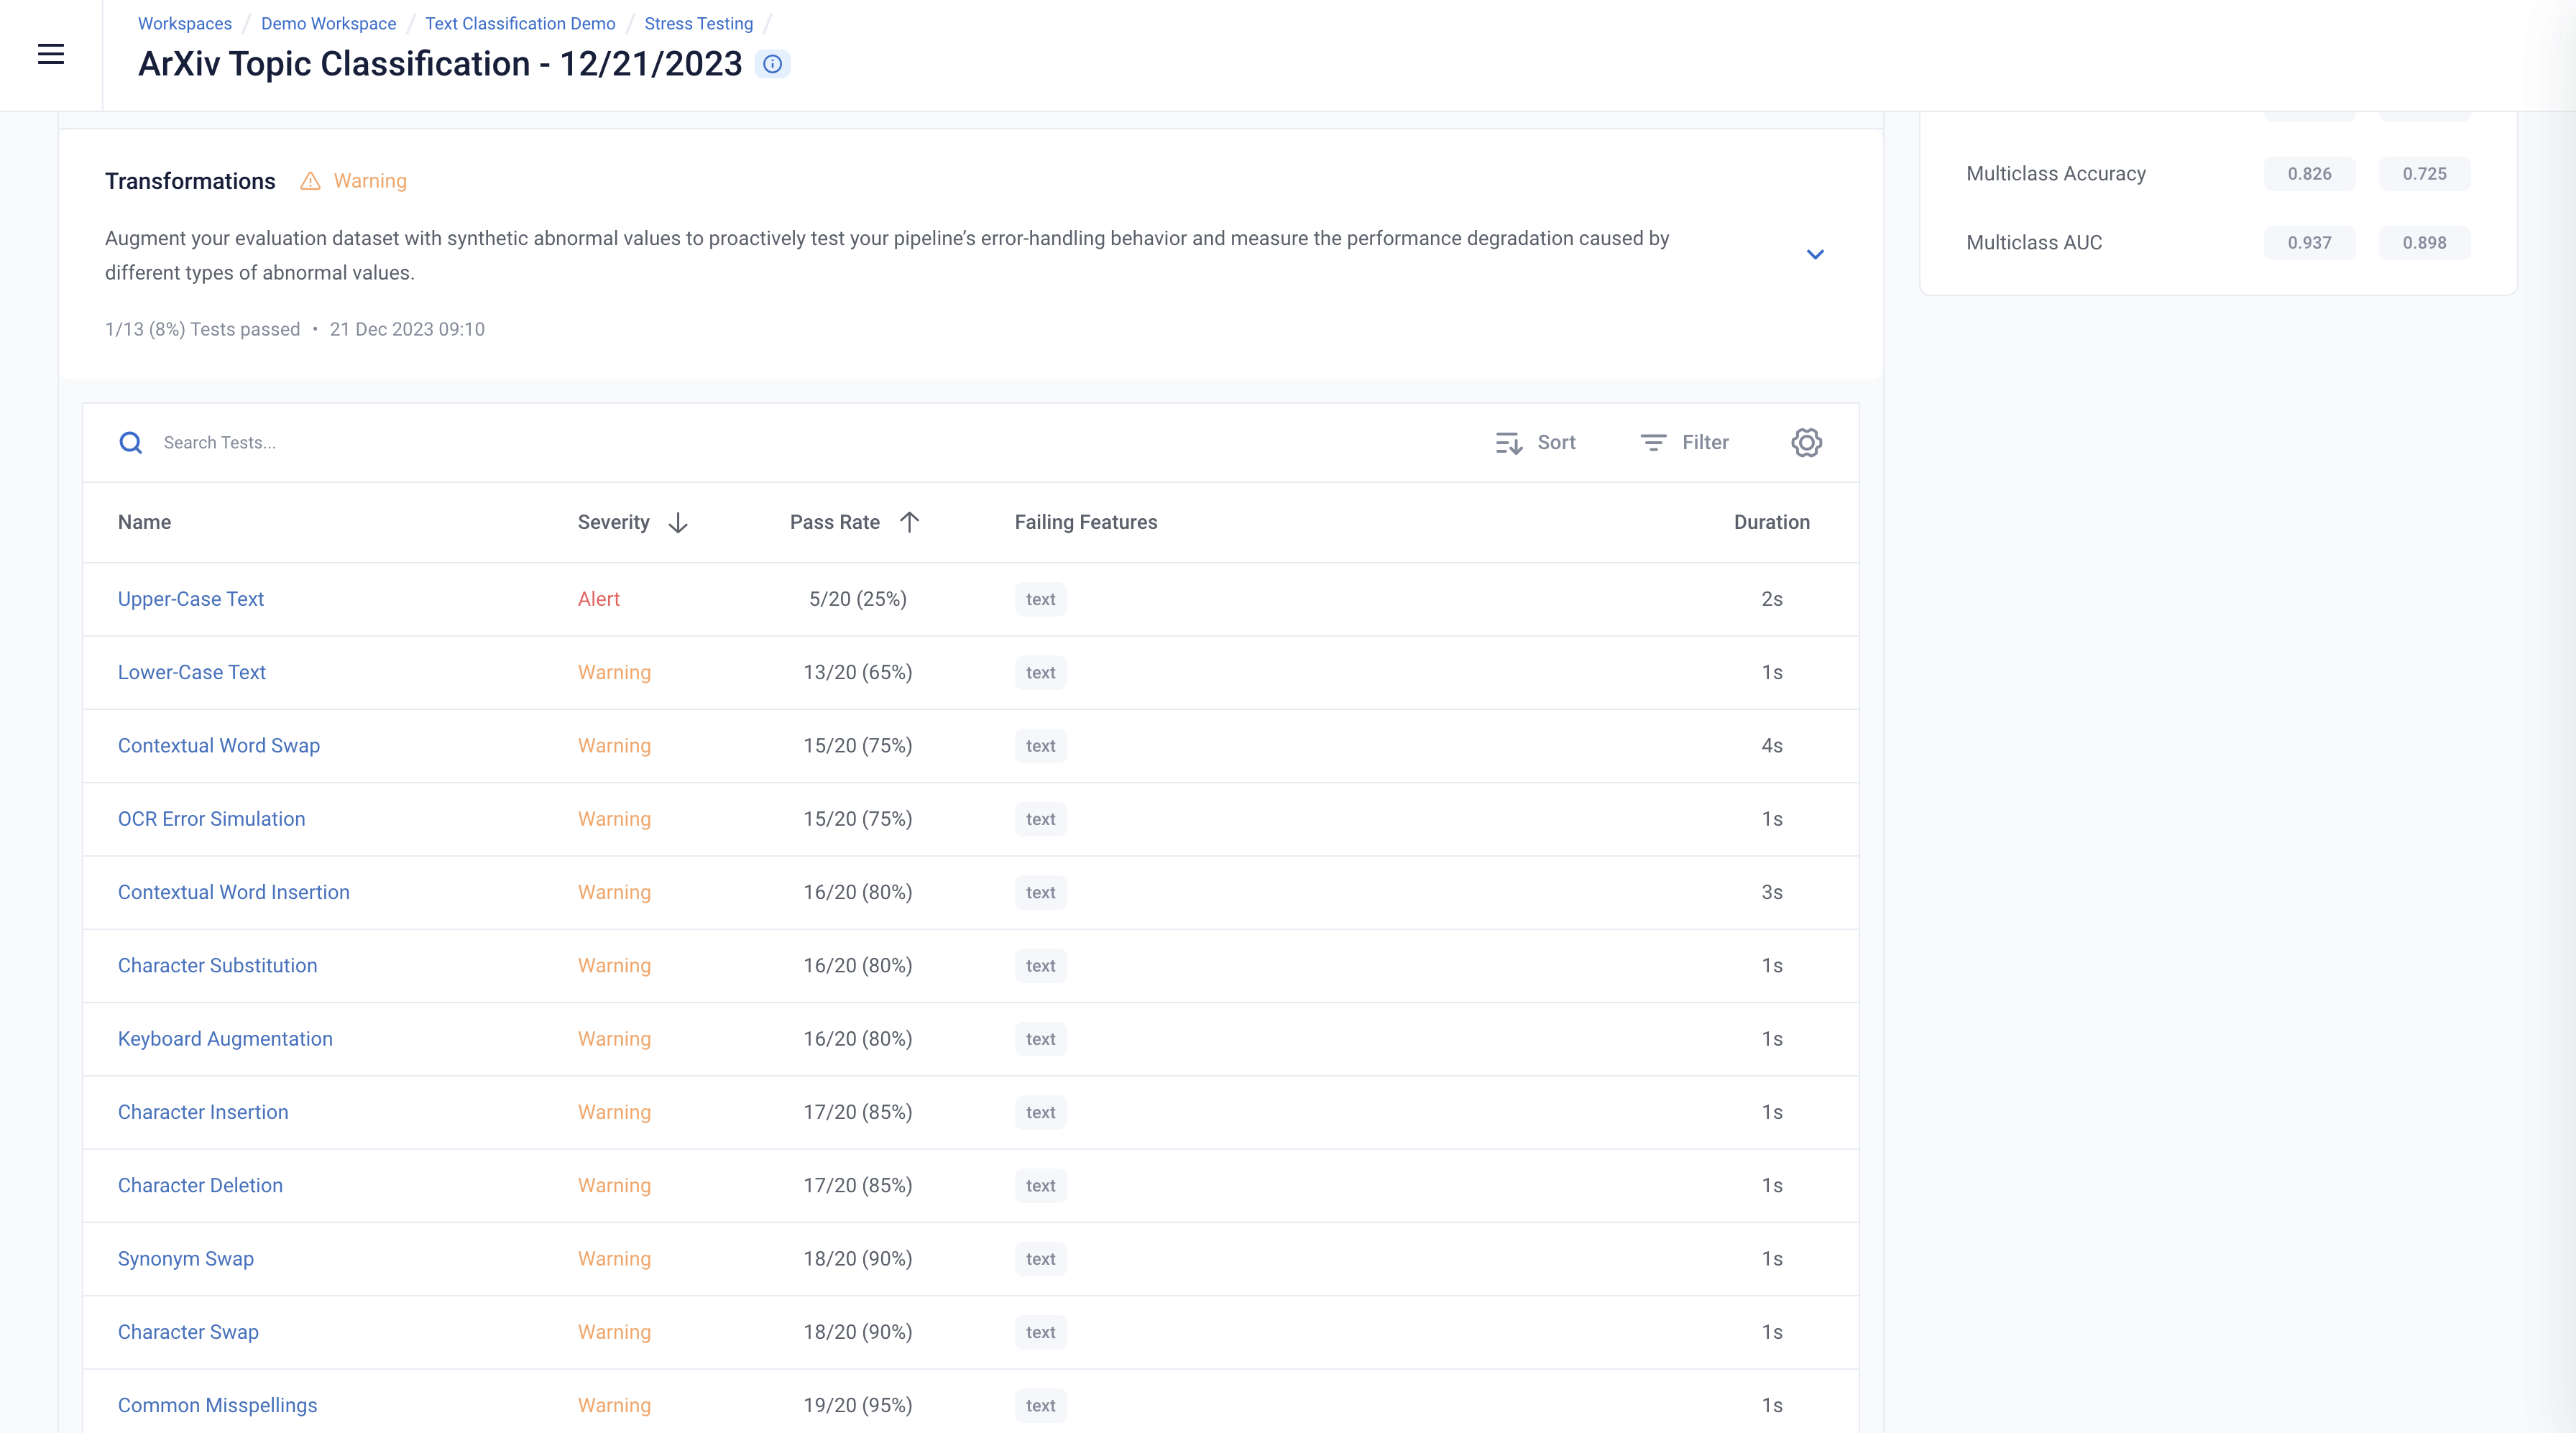 Workspaces / Demo Workspace / Text Classification Demo / Stress Testing /
ArXiv Topic Classification - 12/21/2023
Transformations Warning
Augment your evaluation dataset with synthetic abnormal values to proactively test your pipeline’s error-handling behavior and measure the performance degradation caused by
different types of abnormal values.
1/13 (8%) Tests passed • 21 Dec 2023 09:10
Multiclass Accuracy 0.826 0.725
Multiclass AUC 0.937 0.898
Search Tests... Sort Filter
Name Severity Pass Rate Failing Features Duration
Upper-Case Text Alert 5/20 (25%) text 2s
Lower-Case Text Warning 13/20 (65%) text 1s
Contextual Word Swap Warning 15/20 (75%) text 4s
OCR Error Simulation Warning 15/20 (75%) text 1s
Contextual Word Insertion Warning 16/20 (80%) text 3s
Character Substitution Warning 16/20 (80%) text 1s
Keyboard Augmentation Warning 16/20 (80%) text 1s
Character Insertion Warning 17/20 (85%) text 1s
Character Deletion Warning 17/20 (85%) text 1s
Synonym Swap Warning 18/20 (90%) text 1s
Character Swap Warning 18/20 (90%) text 1s
Common Misspellings Warning 19/20 (95%) text 1s